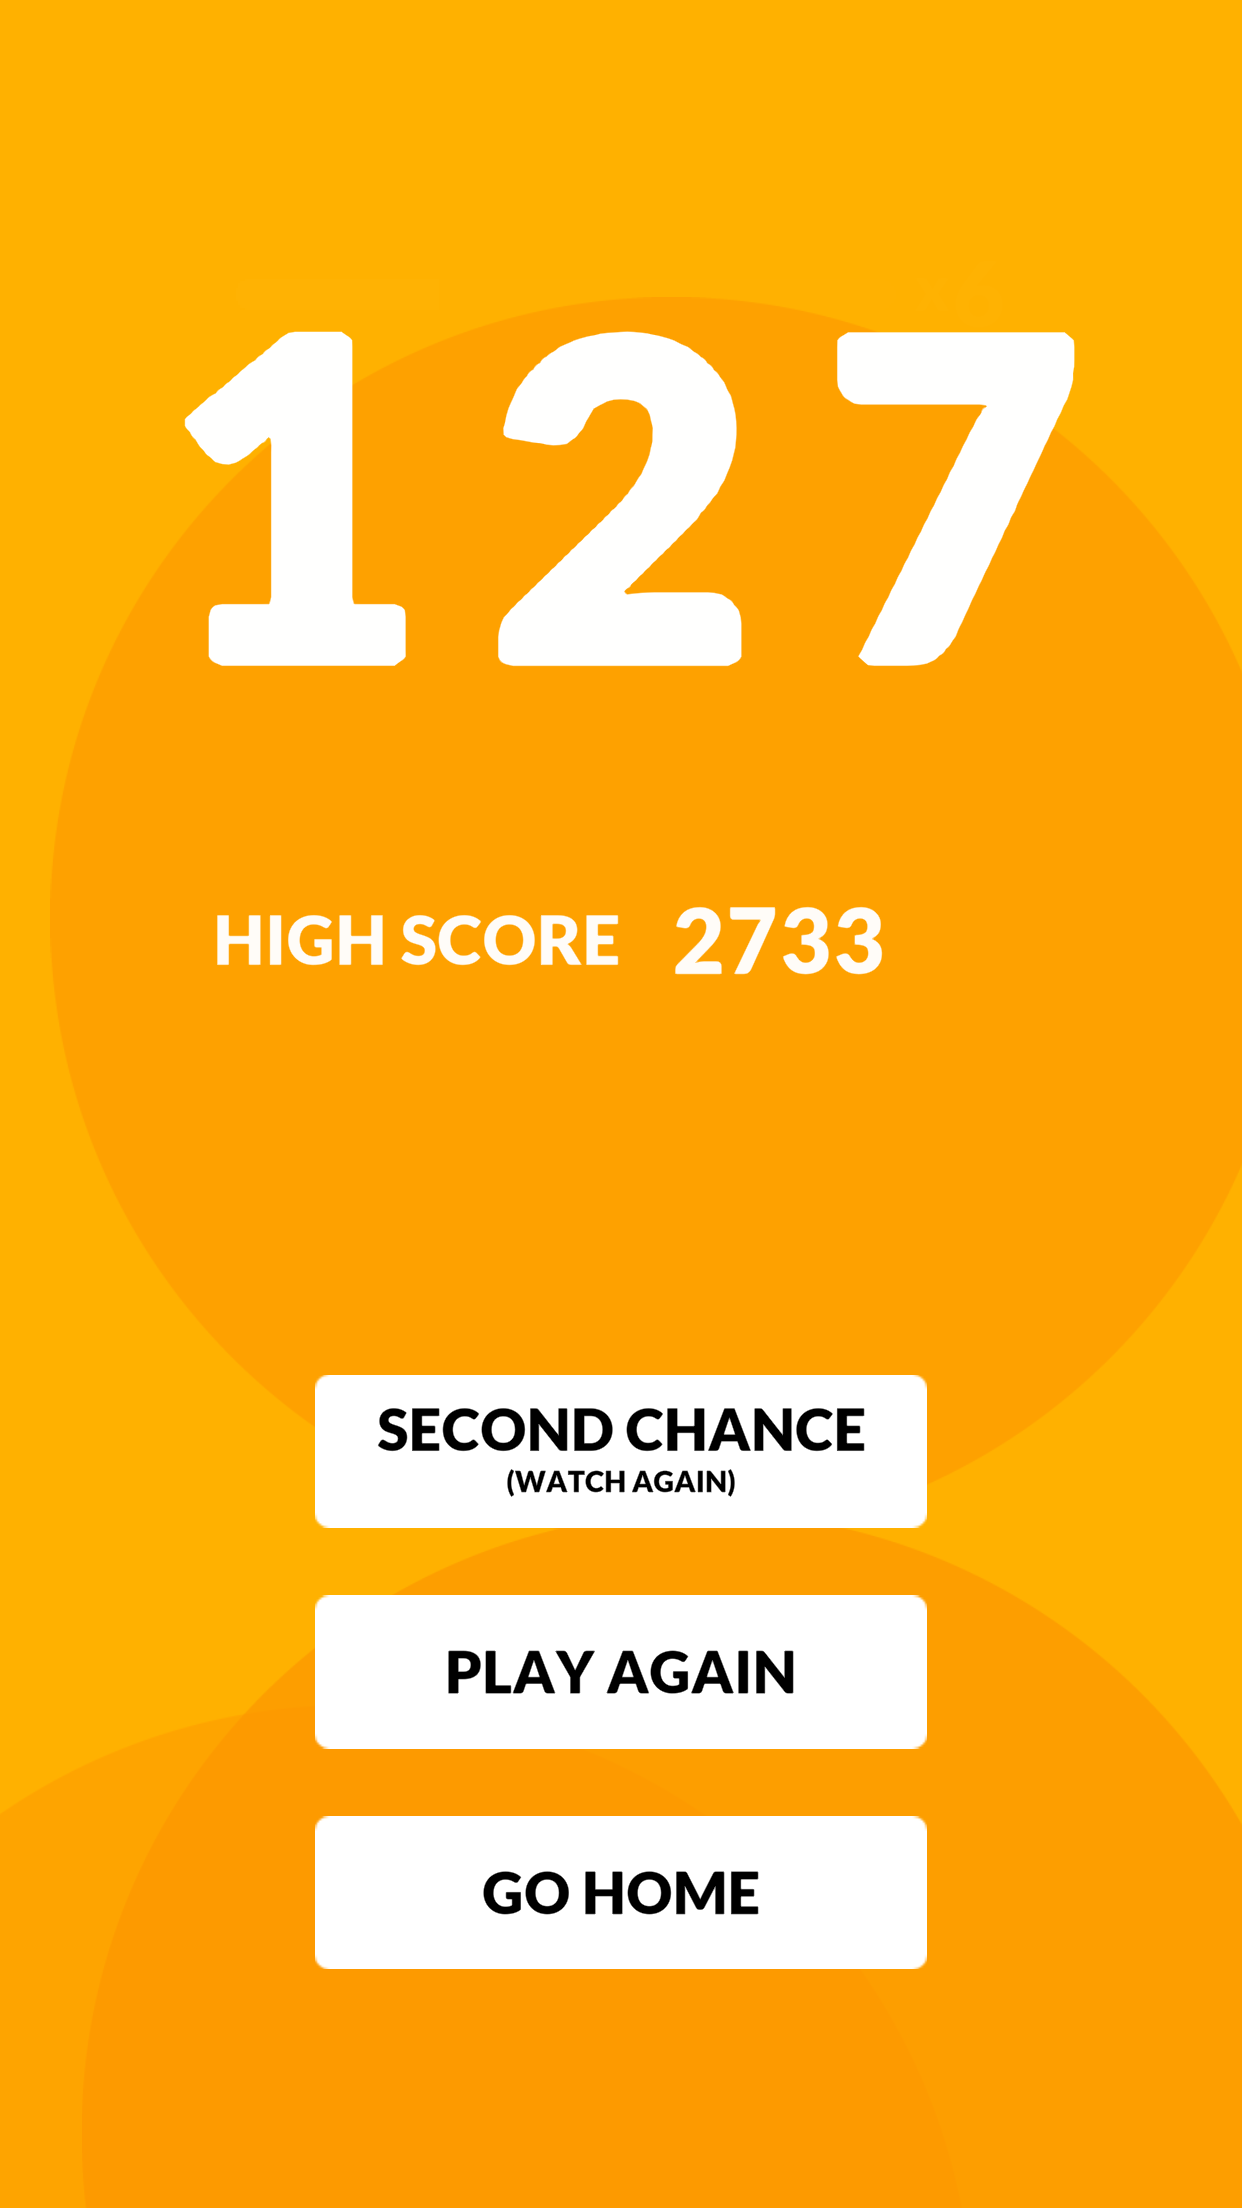 127
HIGH SCORE 2733
SECOND CHANCE
(WATCH AGAIN)
PLAY AGAIN
GO HOME